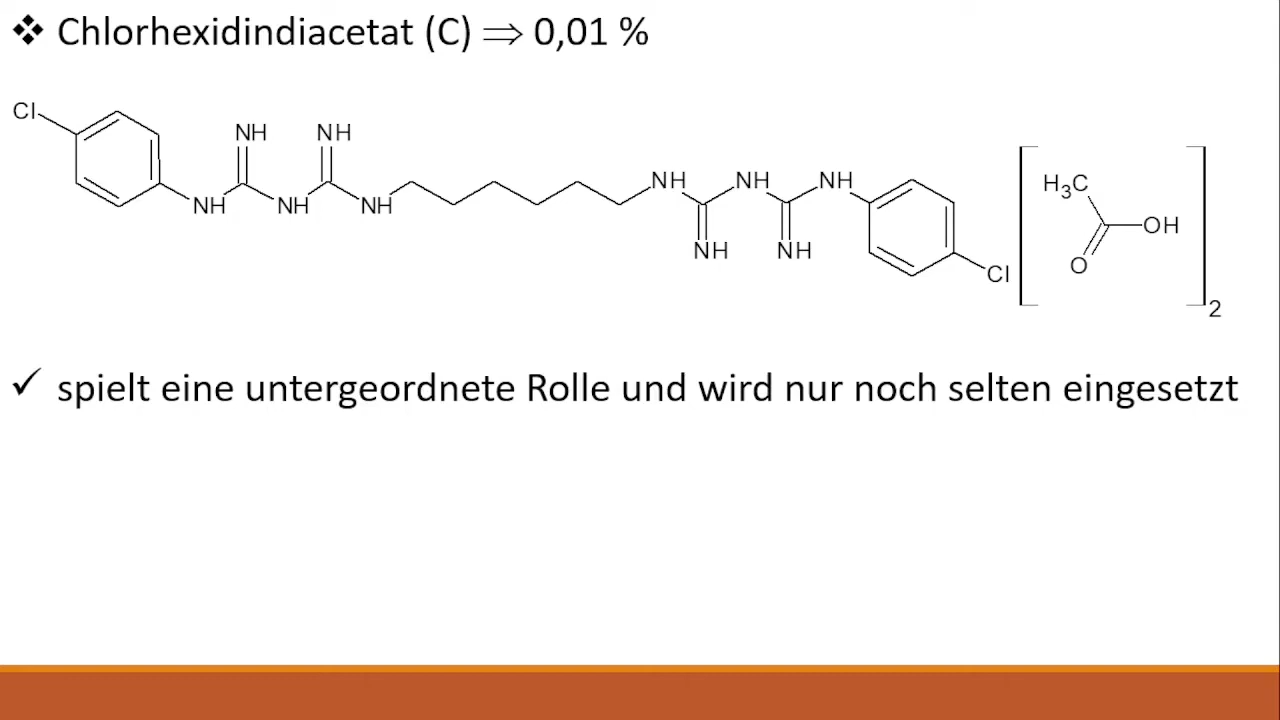 ❖ Chlorhexidindiacetat (C) ⇒ 0,01 %
Cl
NH NH
NH NH NH
NH NH NH
NH NH
Cl
H3C
OH
O
2
✓ spielt eine untergeordnete Rolle und wird nur noch selten eingesetzt